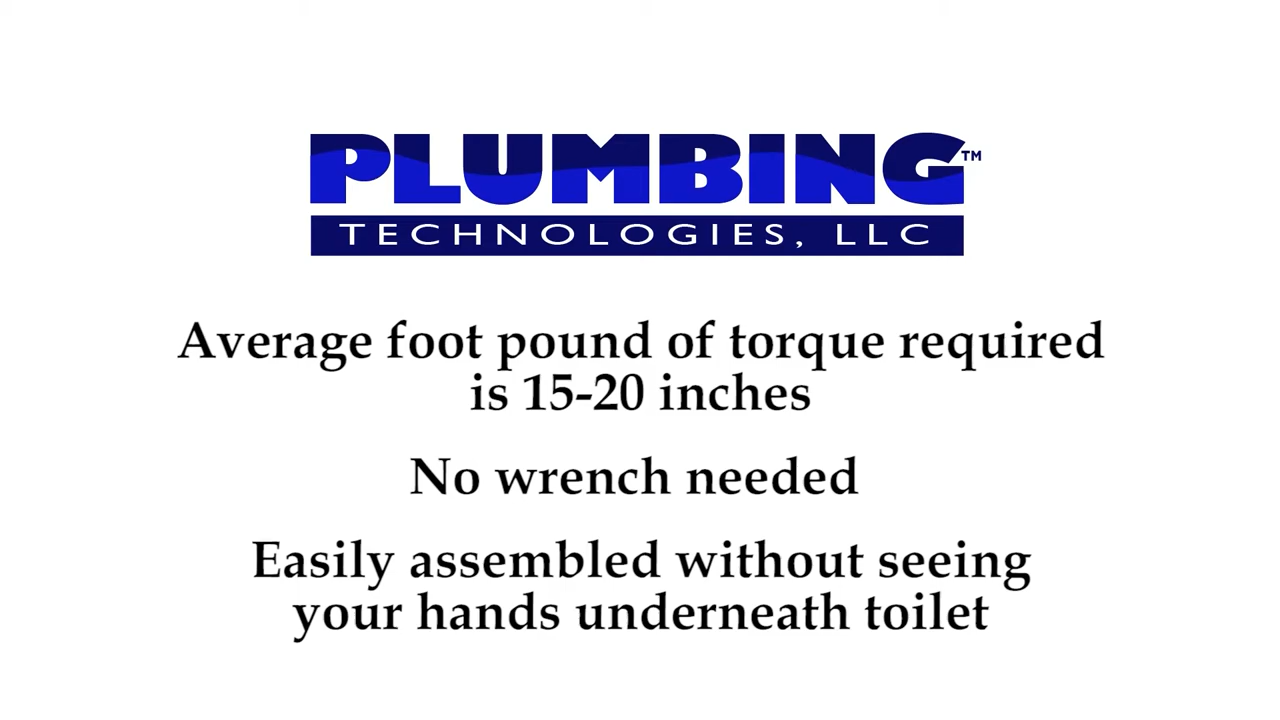 PLUMBING™
TECHNOLOGIES, LLC
Average foot pound of torque required
is 15-20 inches
No wrench needed
Easily assembled without seeing
your hands underneath toilet